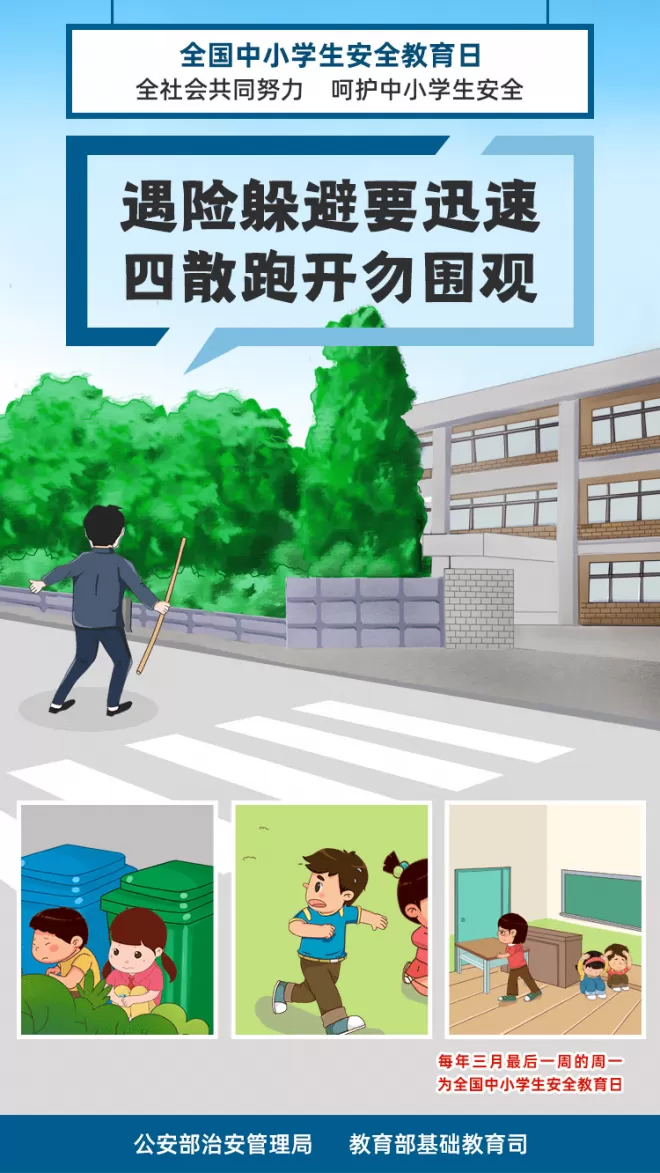 全国中小学生安全教育日
全社会共同努力 呵护中小学生安全
遇险躲避要迅速
四散跑开勿围观
每年三月最后一周的周一
为全国中小学生安全教育日
公安部治安管理局 教育部基础教育司